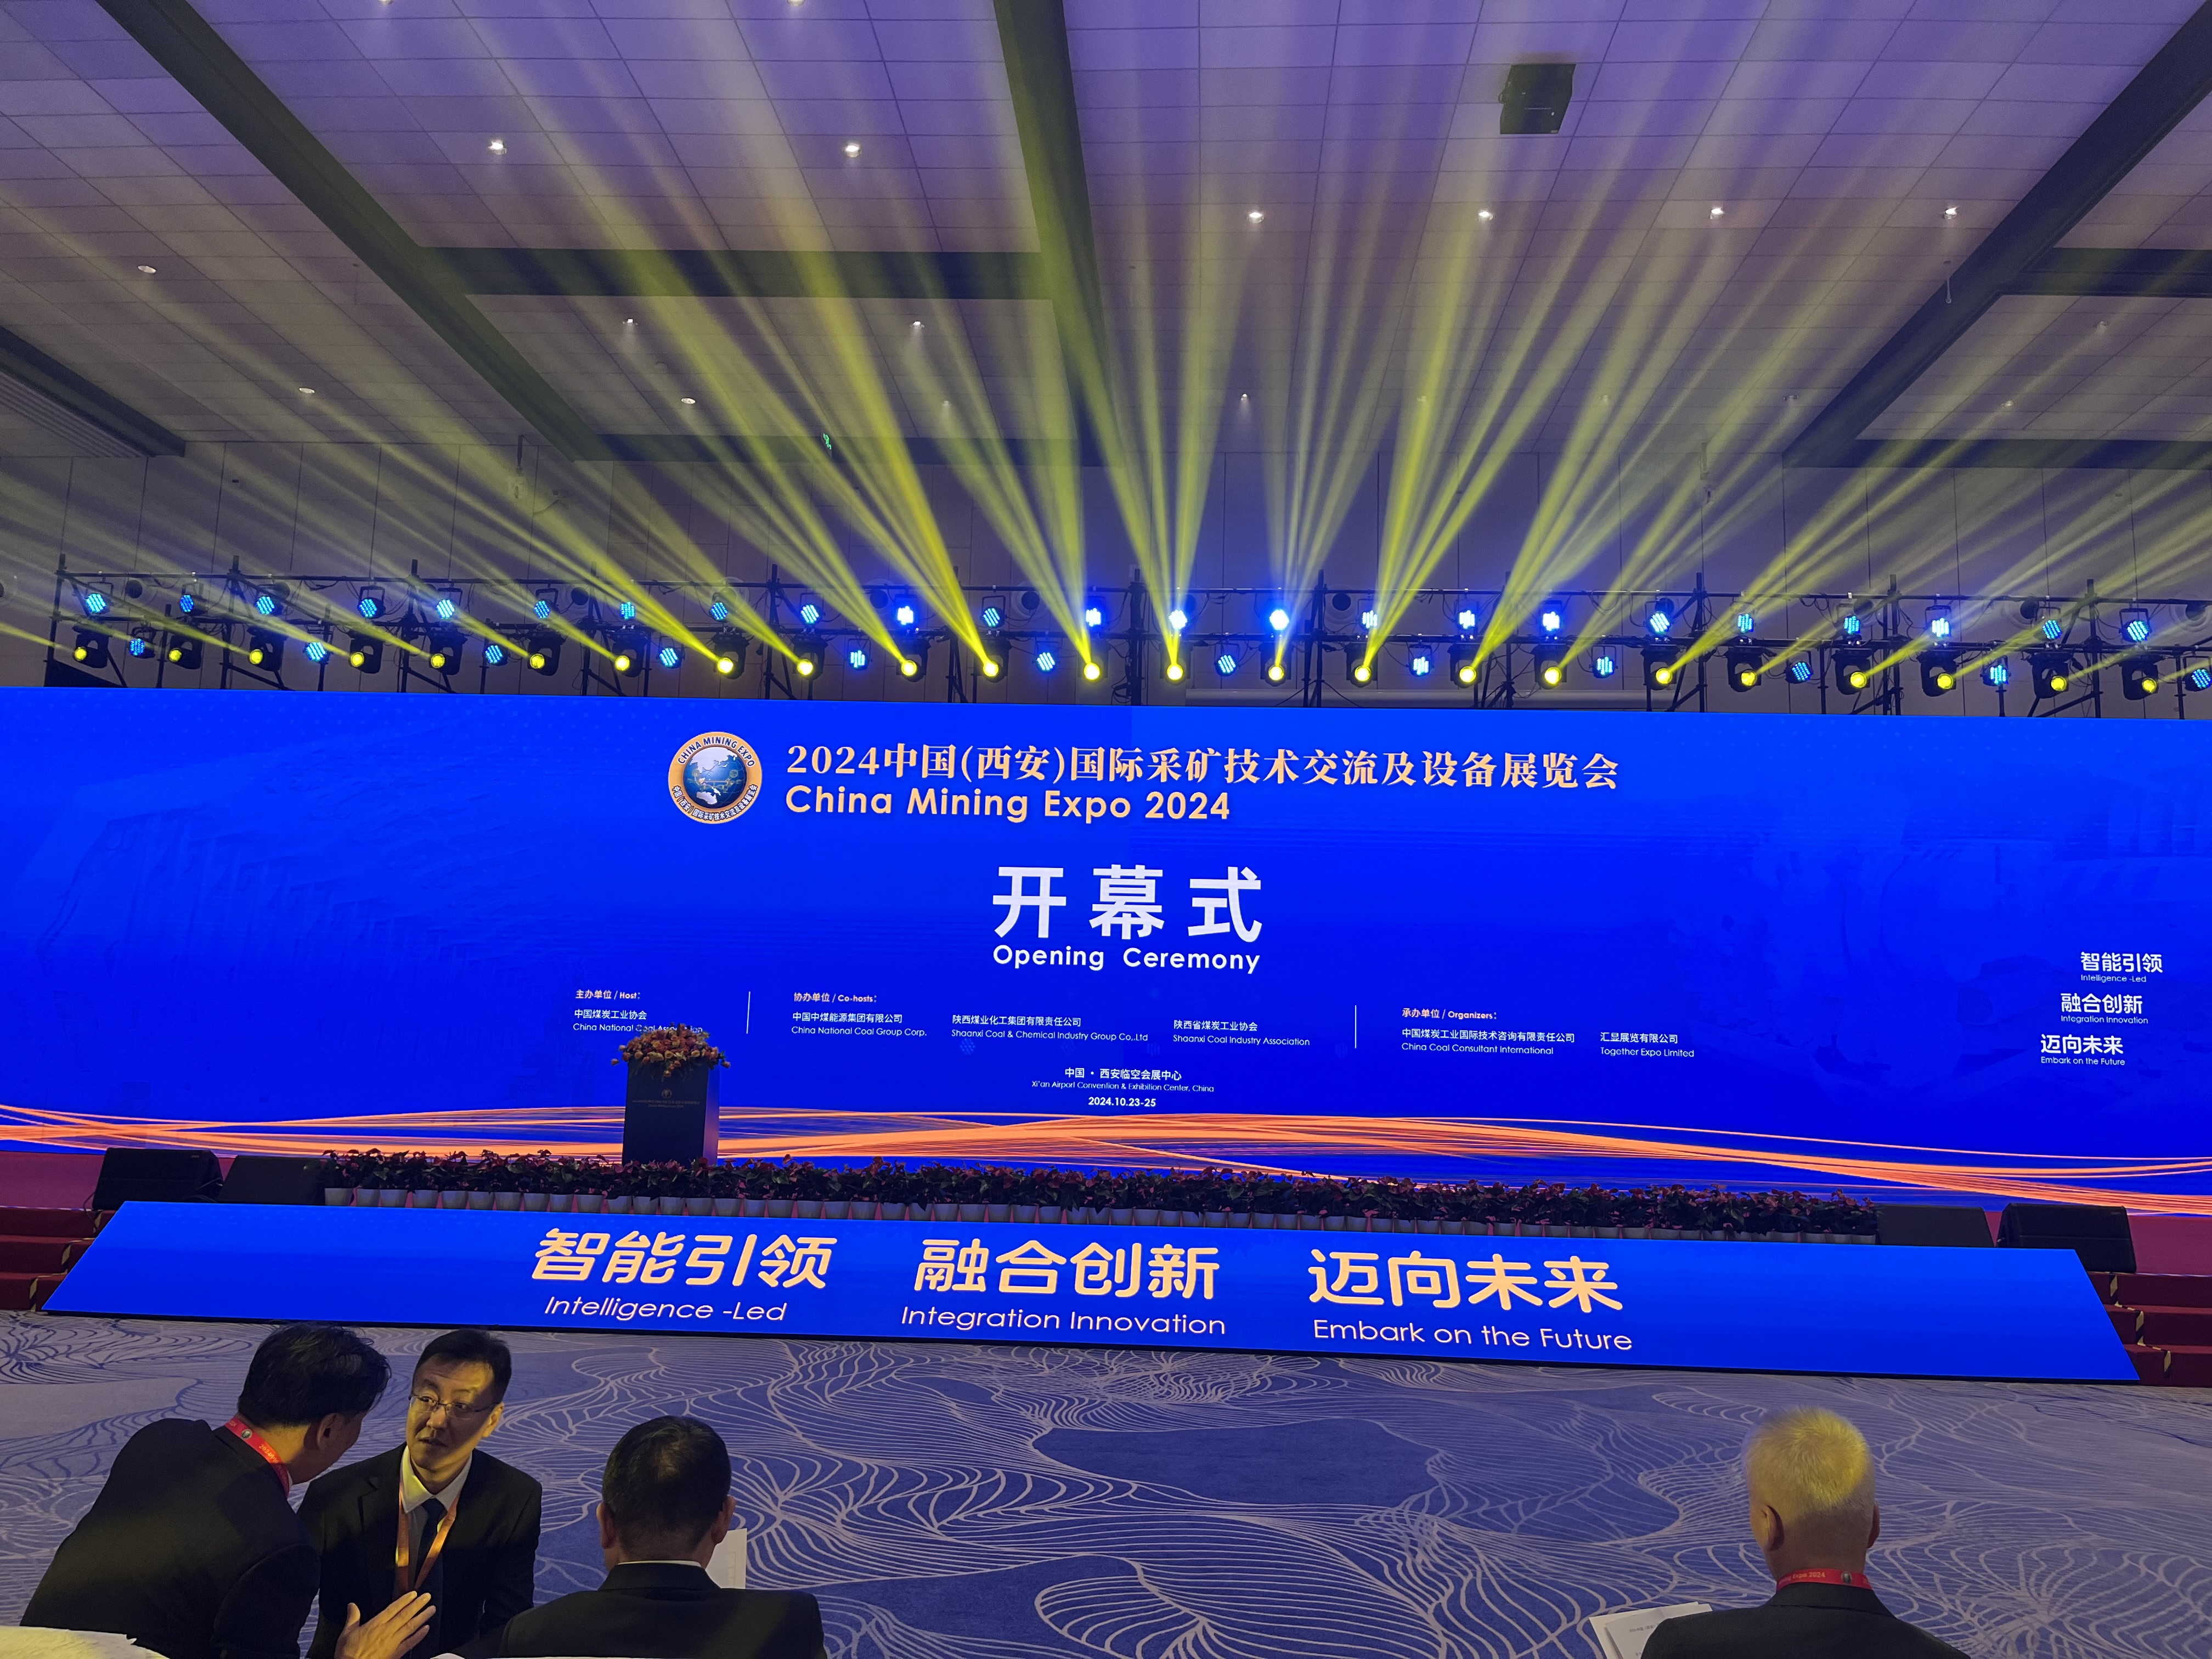 CHINA MINING EXPO
2024中国(西安)国际采矿技术交流及设备展览会
China Mining Expo 2024
开幕式
Opening Ceremony
主办单位 / Host:
中国煤炭工业协会
China National Coal
协办单位 / Co-hosts:
中国中煤能源集团有限公司
China National Coal Group Corp.
陕西煤业化工集团有限责任公司
Shaanxi Coal & Chemical Industry Group Co,.Ltd
陕西省煤炭工业协会
Shaanxi Coal Industry Association
承办单位 / Organizers:
中国煤炭工业国际技术咨询有限责任公司
China Coal Consultant International
汇显展览有限公司
Together Expo Limited
中国 · 西安临空会展中心
Xi'an Airport Convention & Exhibition Center, China
2024.10.23-25
智能引领
Intelligence -Led
融合创新
Integration Innovation
迈向未来
Embark on the Future
智能引领 融合创新 迈向未来
Intelligence -Led Integration Innovation Embark on the Future
Expo 2024